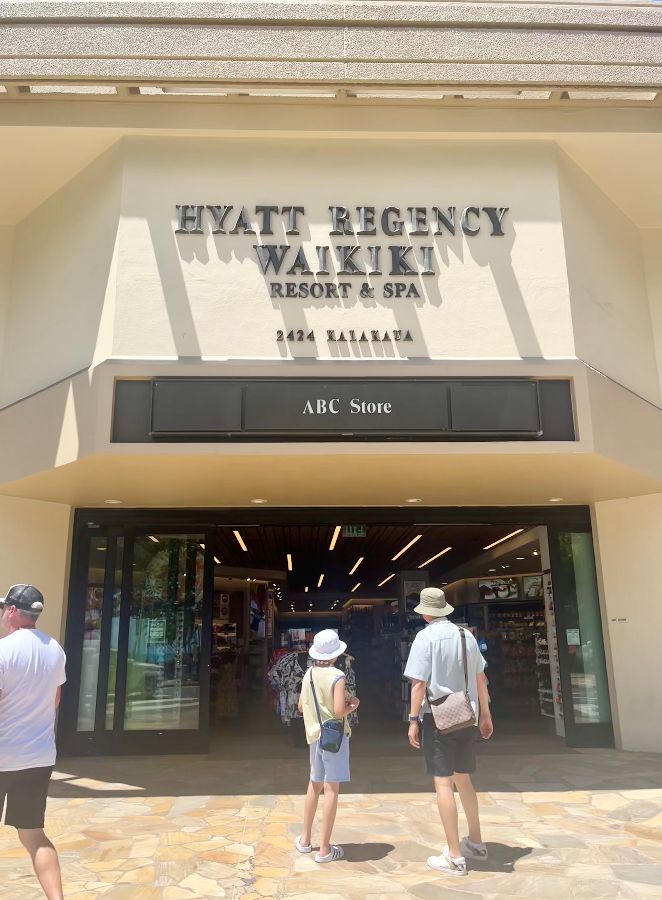 HYATT REGENCY
WAIKIKI
RESORT & SPA
2424 KALAKAUA
ABC Store